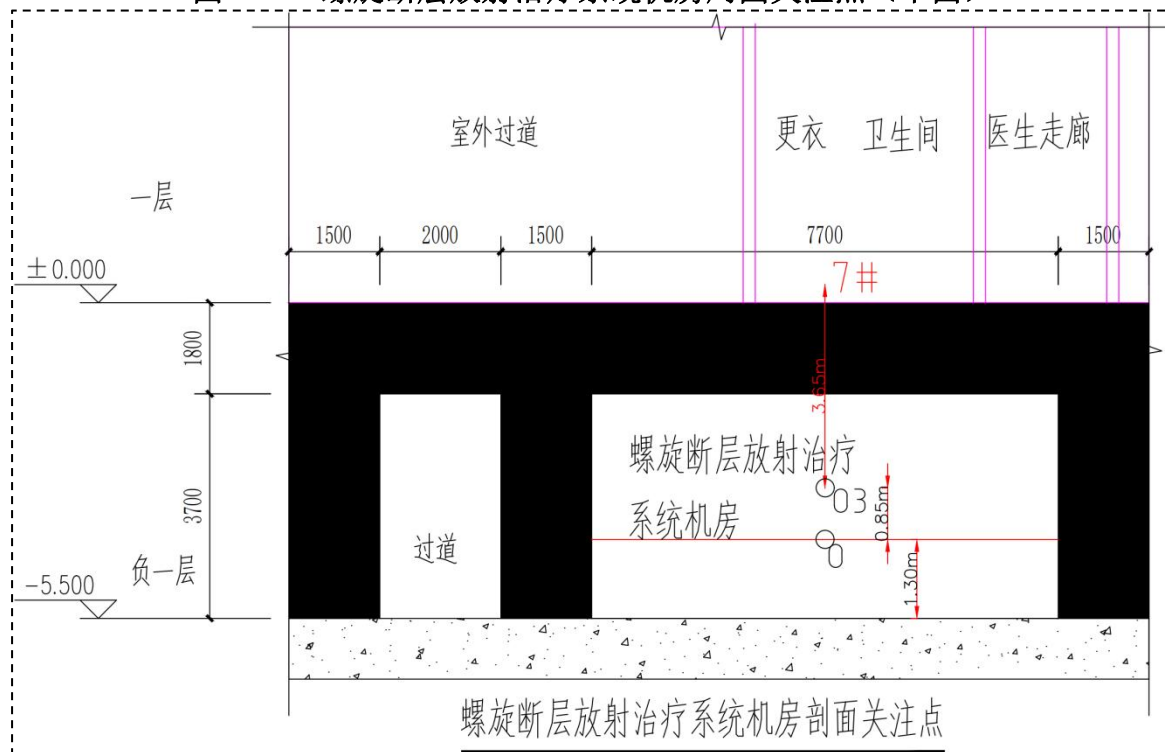 室外过道 更衣 卫生间 医生走廊
一层
1500 2000 1500 7700 1500
±0.000
7#
1800
3.65m
螺旋断层放射治疗
系统机房
03
0.85m
3700
过道
0
1.30m
负一层
-5.500
螺旋断层放射治疗系统机房剖面关注点